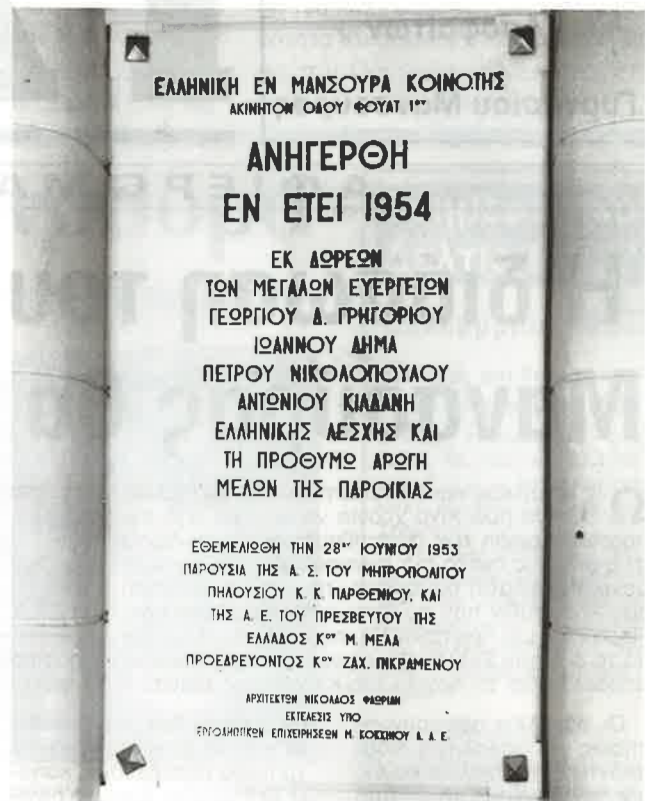 ΕΛΛΗΝΙΚΗ ΕΝ ΜΑΝΣΟΥΡΑ ΚΟΙΝΟΤΗΣ
ΑΚΙΝΗΤΟΝ ΟΔΟΥ ΦΟΥΑΤ 1ου
ΑΝΗΓΕΡΘΗ
ΕΝ ΕΤΕΙ 1954
ΕΚ ΔΩΡΕΩΝ
ΤΩΝ ΜΕΓΑΛΩΝ ΕΥΕΡΓΕΤΩΝ
ΓΕΩΡΓΙΟΥ Δ. ΓΡΗΓΟΡΙΟΥ
ΙΩΑΝΝΟΥ ΔΗΜΑ
ΠΕΤΡΟΥ ΝΙΚΟΛΟΠΟΥΛΟΥ
ΑΝΤΩΝΙΟΥ ΚΙΛΔΑΝΗ
ΕΛΛΗΝΙΚΗΣ ΛΕΣΧΗΣ ΚΑΙ
ΤΗ ΠΡΟΘΥΜΩ ΑΡΩΓΗ
ΜΕΛΩΝ ΤΗΣ ΠΑΡΟΙΚΙΑΣ
ΕΘΕΜΕΛΙΩΘΗ ΤΗΝ 28ην ΙΟΥΝΙΟΥ 1953
ΠΑΡΟΥΣΙΑ ΤΗΣ Α. Σ. ΤΟΥ ΜΗΤΡΟΠΟΛΙΤΟΥ
ΠΗΛΟΥΣΙΟΥ Κ. Κ. ΠΑΡΘΕΝΙΟΥ, ΚΑΙ
ΤΗΣ Α. Ε. ΤΟΥ ΠΡΕΣΒΕΥΤΟΥ ΤΗΣ
ΕΛΛΑΔΟΣ Κου Μ. ΜΕΛΑ
ΠΡΟΕΔΡΕΥΟΝΤΟΣ Κου ΖΑΧ. ΠΙΚΡΑΜΕΝΟΥ
ΑΡΧΙΤΕΚΤΩΝ ΝΙΚΟΛΑΟΣ ΦΛΩΡΙΑΝ
ΕΚΤΕΛΕΣΙΣ ΥΠΟ
ΕΡΓΟΛΗΠΤΙΚΩΝ ΕΠΙΧΕΙΡΗΣΕΩΝ Μ. ΚΟΚΚΙΝΟΥ Δ. Α. Ε.